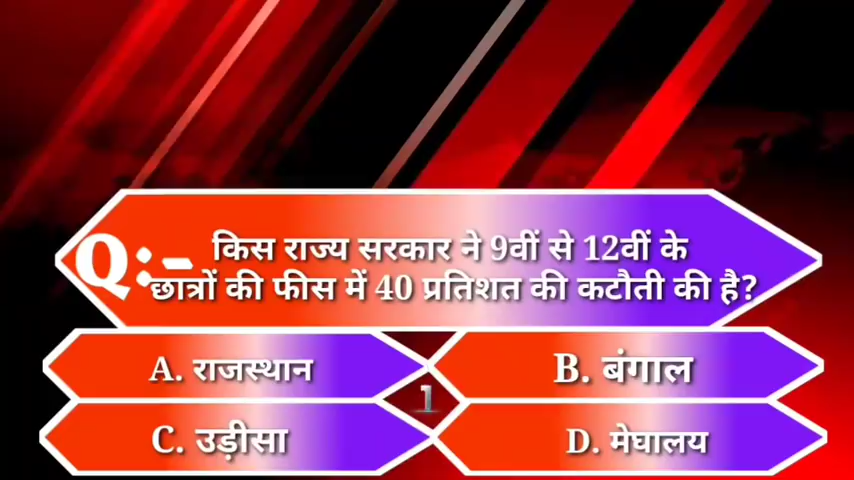 Q:- किस राज्य सरकार ने 9वीं से 12वीं के
छात्रों की फीस में 40 प्रतिशत की कटौती की है?
A. राजस्थान
B. बंगाल
1
C. उड़ीसा
D. मेघालय